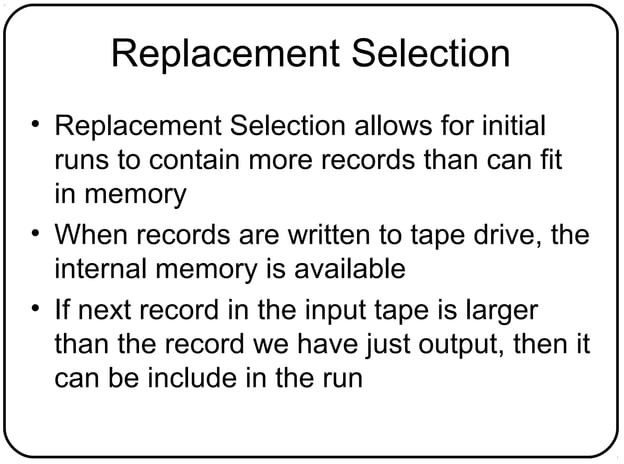 Replacement Selection
• Replacement Selection allows for initial
runs to contain more records than can fit
in memory
• When records are written to tape drive, the
internal memory is available
• If next record in the input tape is larger
than the record we have just output, then it
can be include in the run